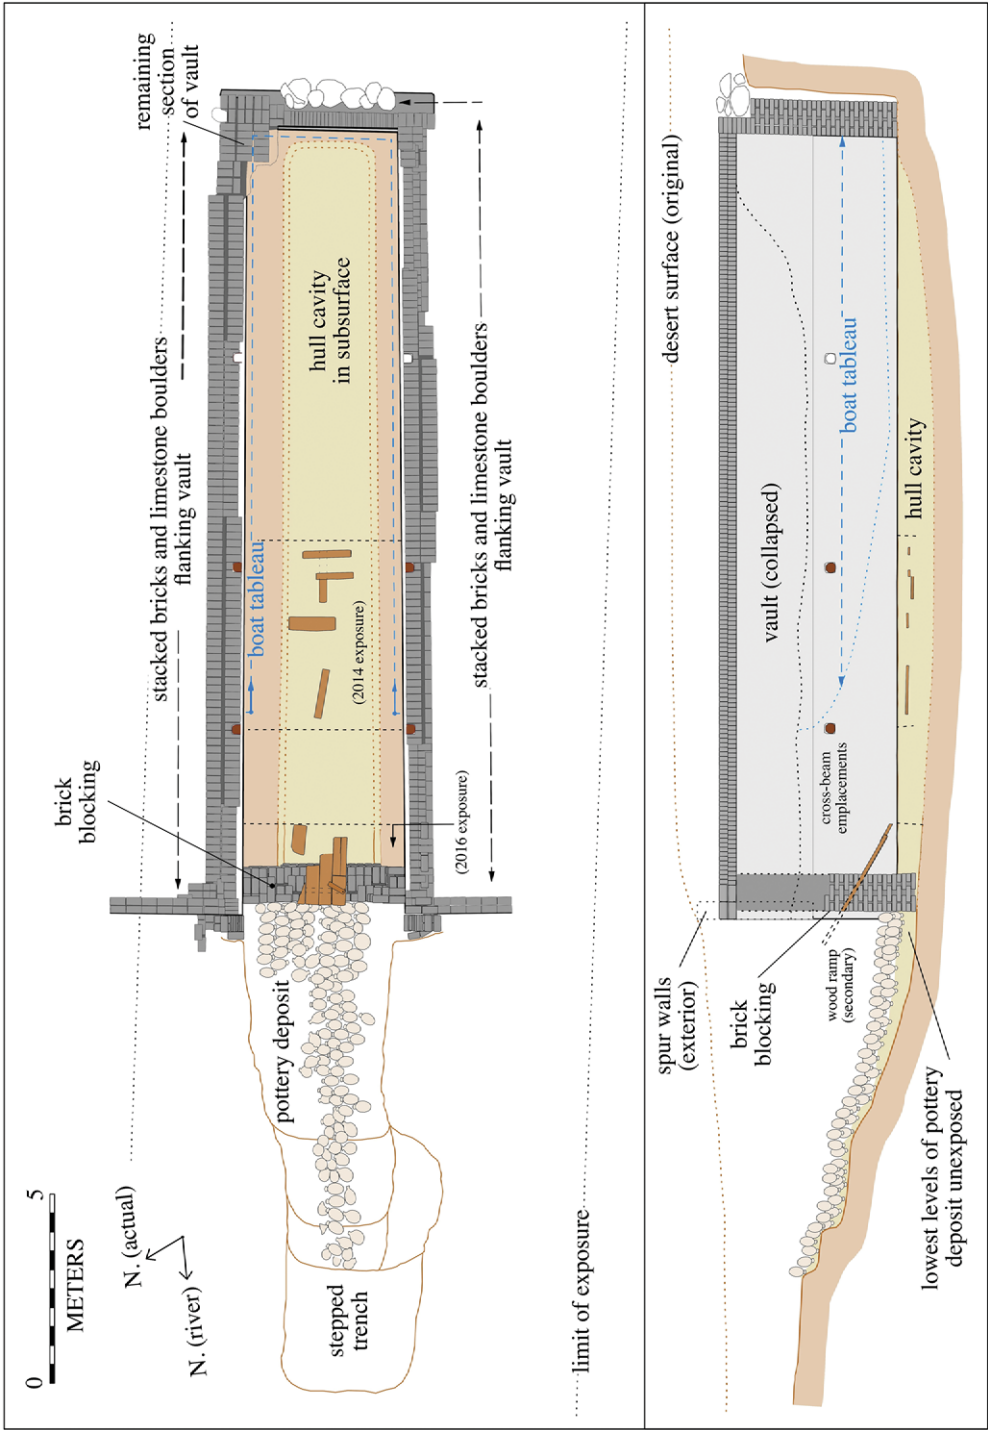 remaining
section
of vault
stacked bricks and limestone boulders
flanking vault
hull cavity
in subsurface
boat tableau
(2014 exposure)
stacked bricks and limestone boulders
flanking vault
brick
blocking
(2016 exposure)
pottery deposit
stepped
trench
limit of exposure
N. (actual)
N. (river)
0
5
METERS
desert surface (original)
vault (collapsed)
boat tableau
hull cavity
cross-beam
emplacements
spur walls
(exterior)
brick
blocking
wood ramp
(secondary)
lowest levels of pottery
deposit unexposed